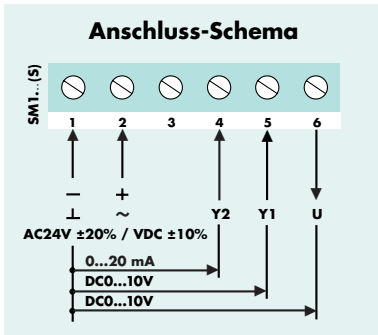 Anschluss-Schema
SM1...(S)
1 2 3 4 5 6
− +
⊥ ~ Y2 Y1 U
AC24V ±20% / VDC ±10%
0...20 mA
DC0...10V
DC0...10V